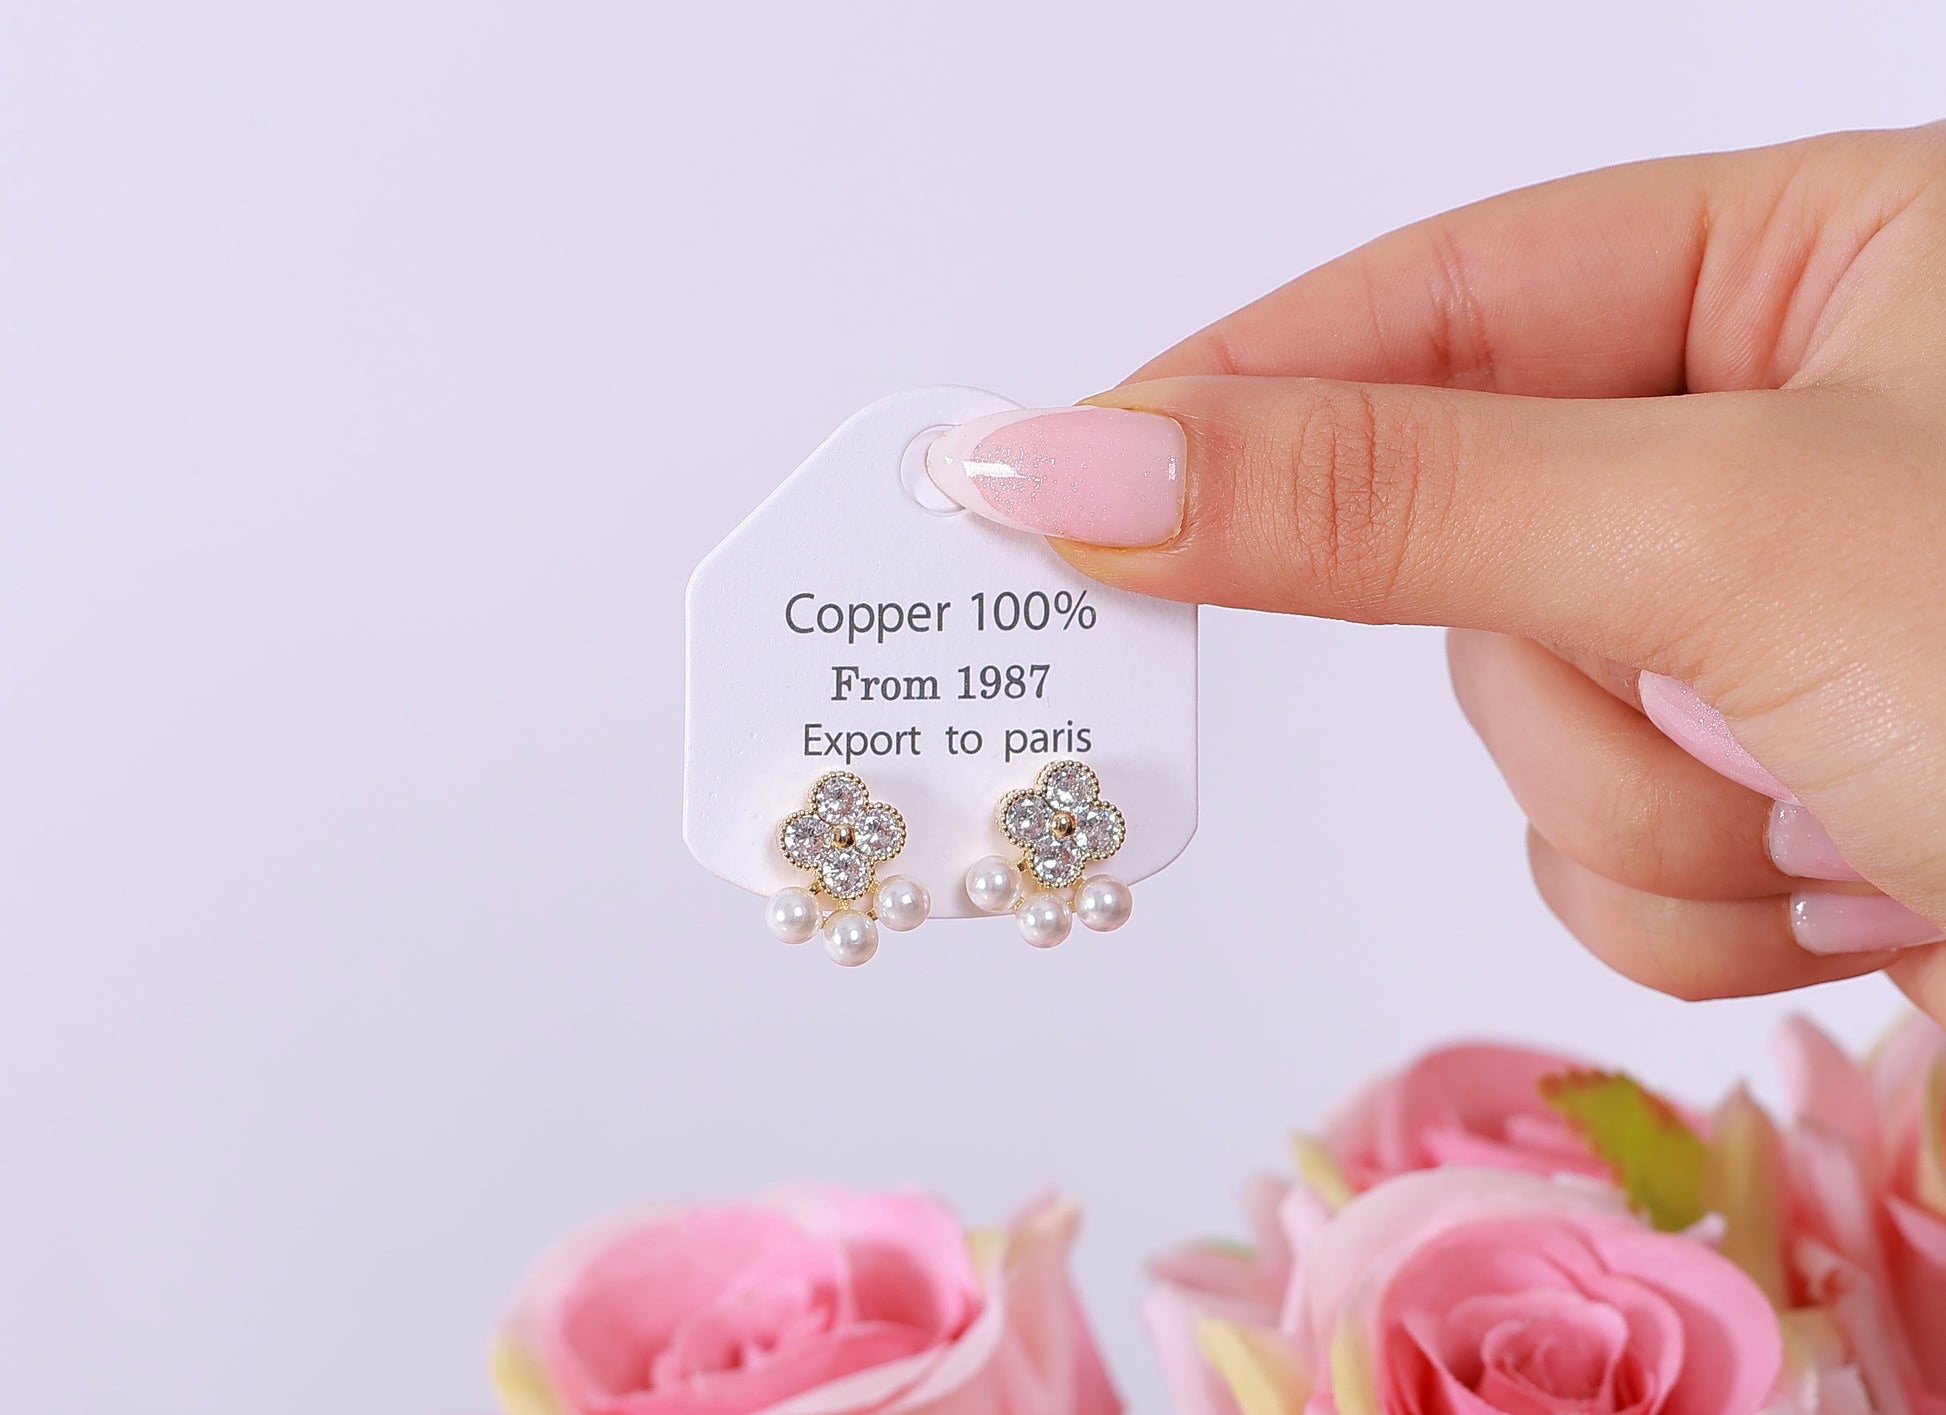 Copper 100%
From 1987
Export to paris